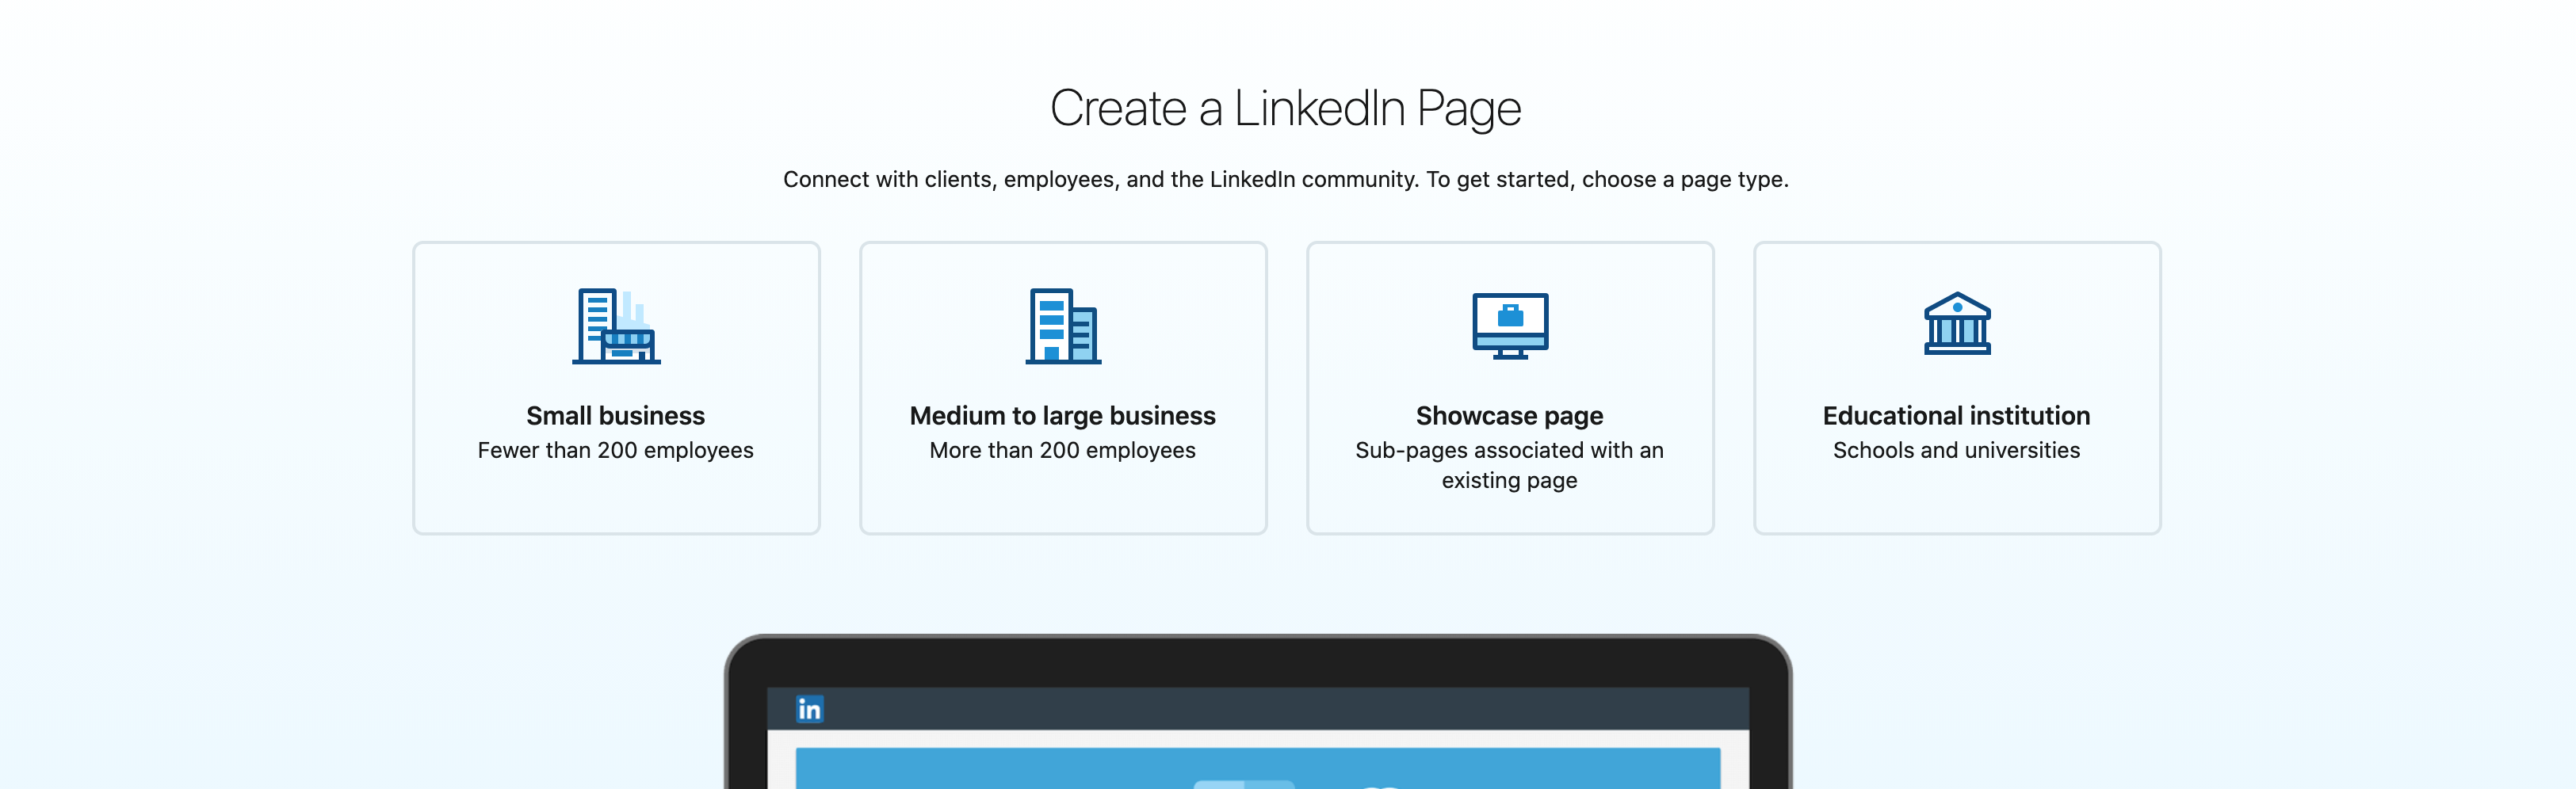 Create a LinkedIn Page
Connect with clients, employees, and the LinkedIn community. To get started, choose a page type.
Small business
Fewer than 200 employees
Medium to large business
More than 200 employees
Showcase page
Sub-pages associated with an
existing page
Educational institution
Schools and universities
in